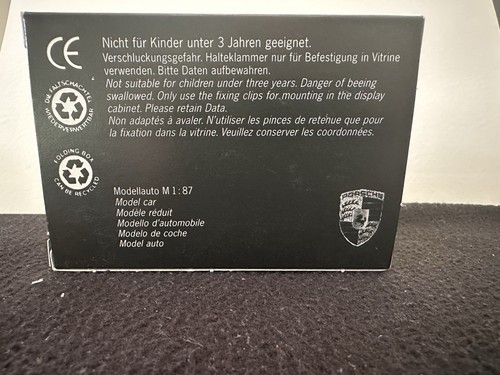 CE
Nicht für Kinder unter 3 Jahren geeignet.
Verschluckungsgefahr. Halteklammer nur für Befestigung in Vitrine
verwenden. Bitte Daten aufbewahren.
Not suitable for children under three years. Danger of beeing
swallowed. Only use the fixing clips for mounting in the display
cabinet. Please retain Data.
Non adaptés à avaler. N'utiliser les pinces de retenue que pour
la fixation dans la vitrine. Veuillez conserver les coordonnées.
DIE FALTSCHACHTEL
WIEDERVERWERTBAR
FOLDING BOX
CAN BE RECYCLED
Modellauto M 1:87
Model car
Modèle réduit
Modello d'automobile
Modelo de coche
Model auto
PORSCHE